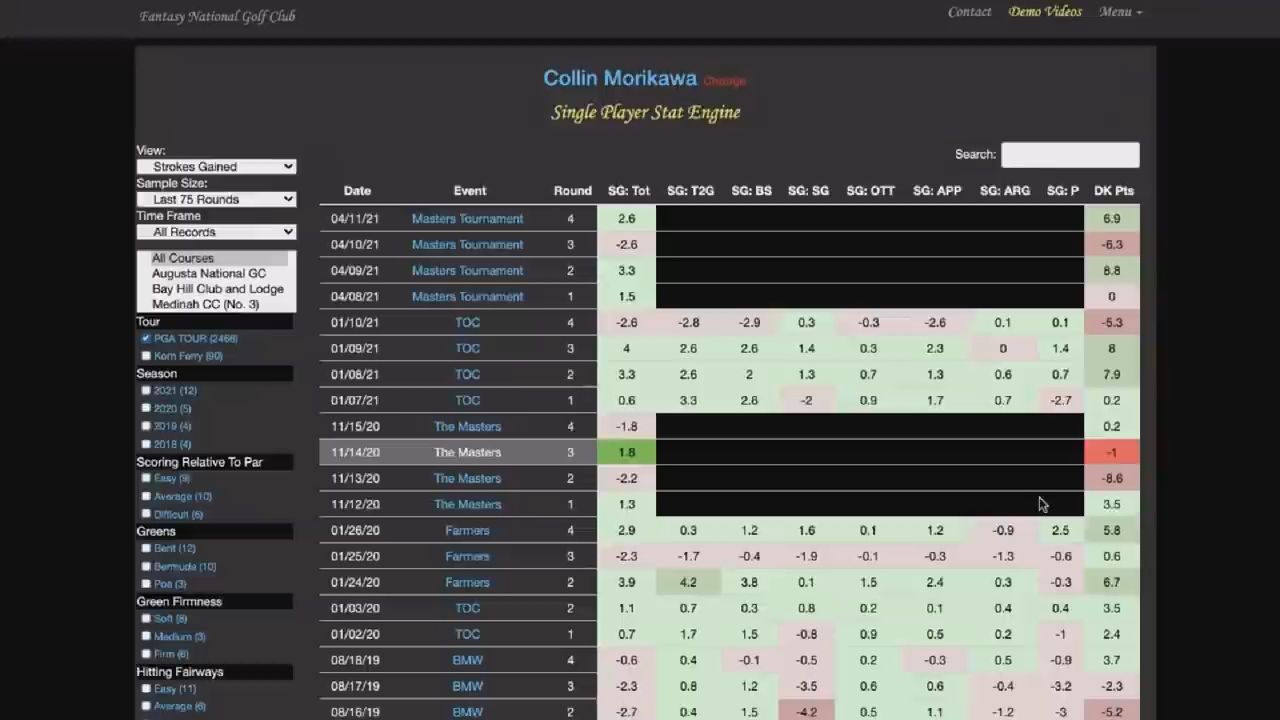 Fantasy National Golf Club
Contact Demo Videos Menu
Collin Morikawa Change
Single Player Stat Engine
View:
Strokes Gained
Sample Size:
Last 75 Rounds
Time Frame
All Records
All Courses
Augusta National GC
Bay Hill Club and Lodge
Medinah CC (No. 3)
Tour
PGA TOUR (2466)
Korn Ferry (90)
Season
2021 (12)
2020 (5)
2019 (4)
2018 (4)
Scoring Relative To Par
Easy (9)
Average (10)
Difficult (6)
Greens
Bent (12)
Bermuda (10)
Poa (3)
Green Firmness
Soft (8)
Medium (3)
Firm (6)
Hitting Fairways
Easy (11)
Average (6)
Search:
Date Event Round SG: Tot SG: T2G SG: BS SG: SG SG: OTT SG: APP SG: ARG SG: P DK Pts
04/11/21 Masters Tournament 4 2.6 6.9
04/10/21 Masters Tournament 3 -2.6 -6.3
04/09/21 Masters Tournament 2 3.3 8.8
04/08/21 Masters Tournament 1 1.5 0
01/10/21 TOC 4 -2.6 -2.8 -2.9 0.3 -0.3 -2.6 0.1 0.1 -5.3
01/09/21 TOC 3 4 2.6 2.6 1.4 0.3 2.3 0 1.4 8
01/08/21 TOC 2 3.3 2.6 2 1.3 0.7 1.3 0.6 0.7 7.9
01/07/21 TOC 1 0.6 3.3 2.6 -2 0.9 1.7 0.7 -2.7 0.2
11/15/20 The Masters 4 -1.8 0.2
11/14/20 The Masters 3 1.8 -1
11/13/20 The Masters 2 -2.2 -8.6
11/12/20 The Masters 1 1.3 3.5
01/26/20 Farmers 4 2.9 0.3 1.2 1.6 0.1 1.2 -0.9 2.5 5.8
01/25/20 Farmers 3 -2.3 -1.7 -0.4 -1.9 -0.1 -0.3 -1.3 -0.6 0.6
01/24/20 Farmers 2 3.9 4.2 3.8 0.1 1.5 2.4 0.3 -0.3 6.7
01/03/20 TOC 2 1.1 0.7 0.3 0.8 0.2 0.1 0.4 0.4 3.5
01/02/20 TOC 1 0.7 1.7 1.5 -0.8 0.9 0.5 0.2 -1 2.4
08/18/19 BMW 4 -0.6 0.4 -0.1 -0.5 0.2 -0.3 0.5 -0.9 3.7
08/17/19 BMW 3 -2.3 0.8 1.2 -3.5 0.6 0.6 -0.4 -3.2 -2.3
08/16/19 BMW 2 -2.7 0.4 1.5 -4.2 0.5 1.1 -1.2 -3 -5.2